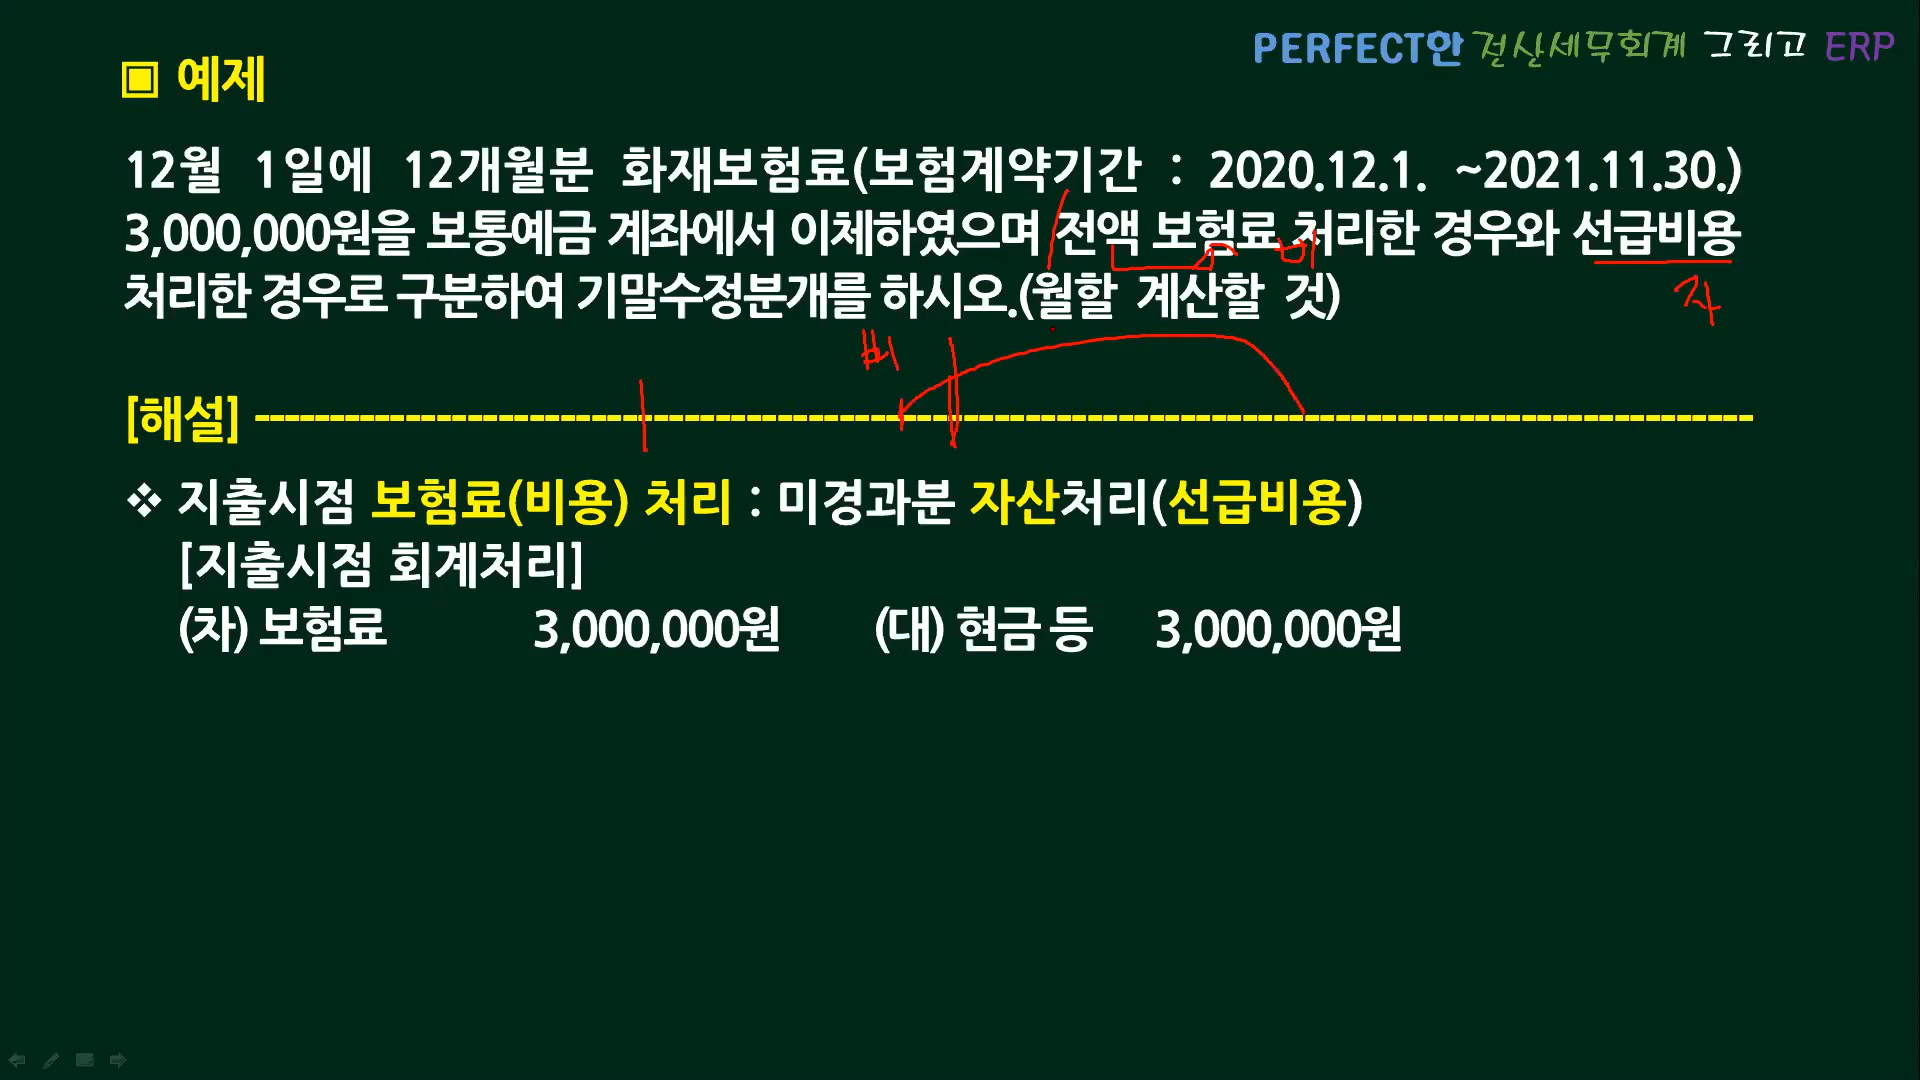 PERFECT한 전산세무회계 그리고 ERP
▣ 예제
12월 1일에 12개월분 화재보험료(보험계약기간 : 2020.12.1. ~2021.11.30.)
3,000,000원을 보통예금 계좌에서 이체하였으며 전액 보험료 처리한 경우와 선급비용
처리한 경우로 구분하여 기말수정분개를 하시오.(월할 계산할 것)
비
자
비
[해설]
❖ 지출시점 보험료(비용) 처리 : 미경과분 자산처리(선급비용)
[지출시점 회계처리]
(차) 보험료 3,000,000원 (대) 현금 등 3,000,000원